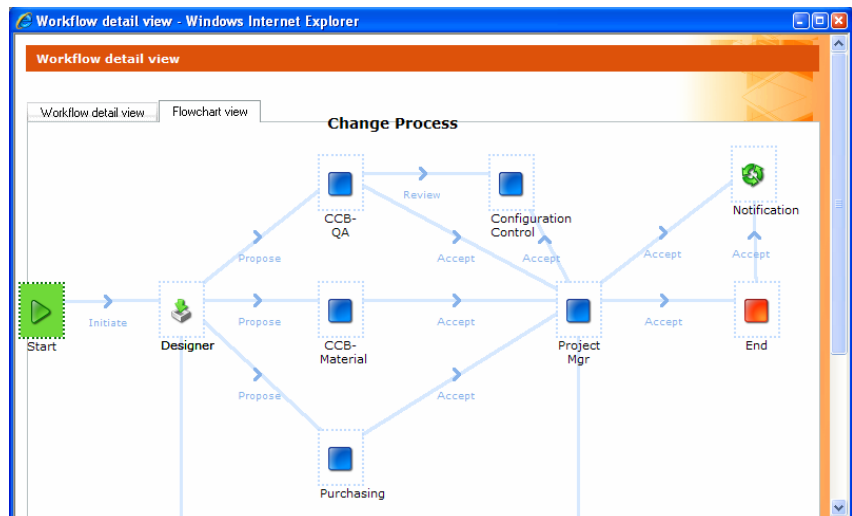 Workflow detail view - Windows Internet Explorer
Workflow detail view
Workflow detail view
Flowchart view
Change Process
Review
CCB-
QA
Configuration
Control
Notification
Propose
Accept
Accept
Accept
Accept
Initiate
Propose
Accept
Accept
Start
Designer
CCB-
Material
Project
Mgr
End
Propose
Accept
Purchasing